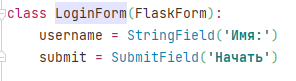 class LoginForm(FlaskForm):
    username = StringField('Имя:')
    submit = SubmitField('Начать')